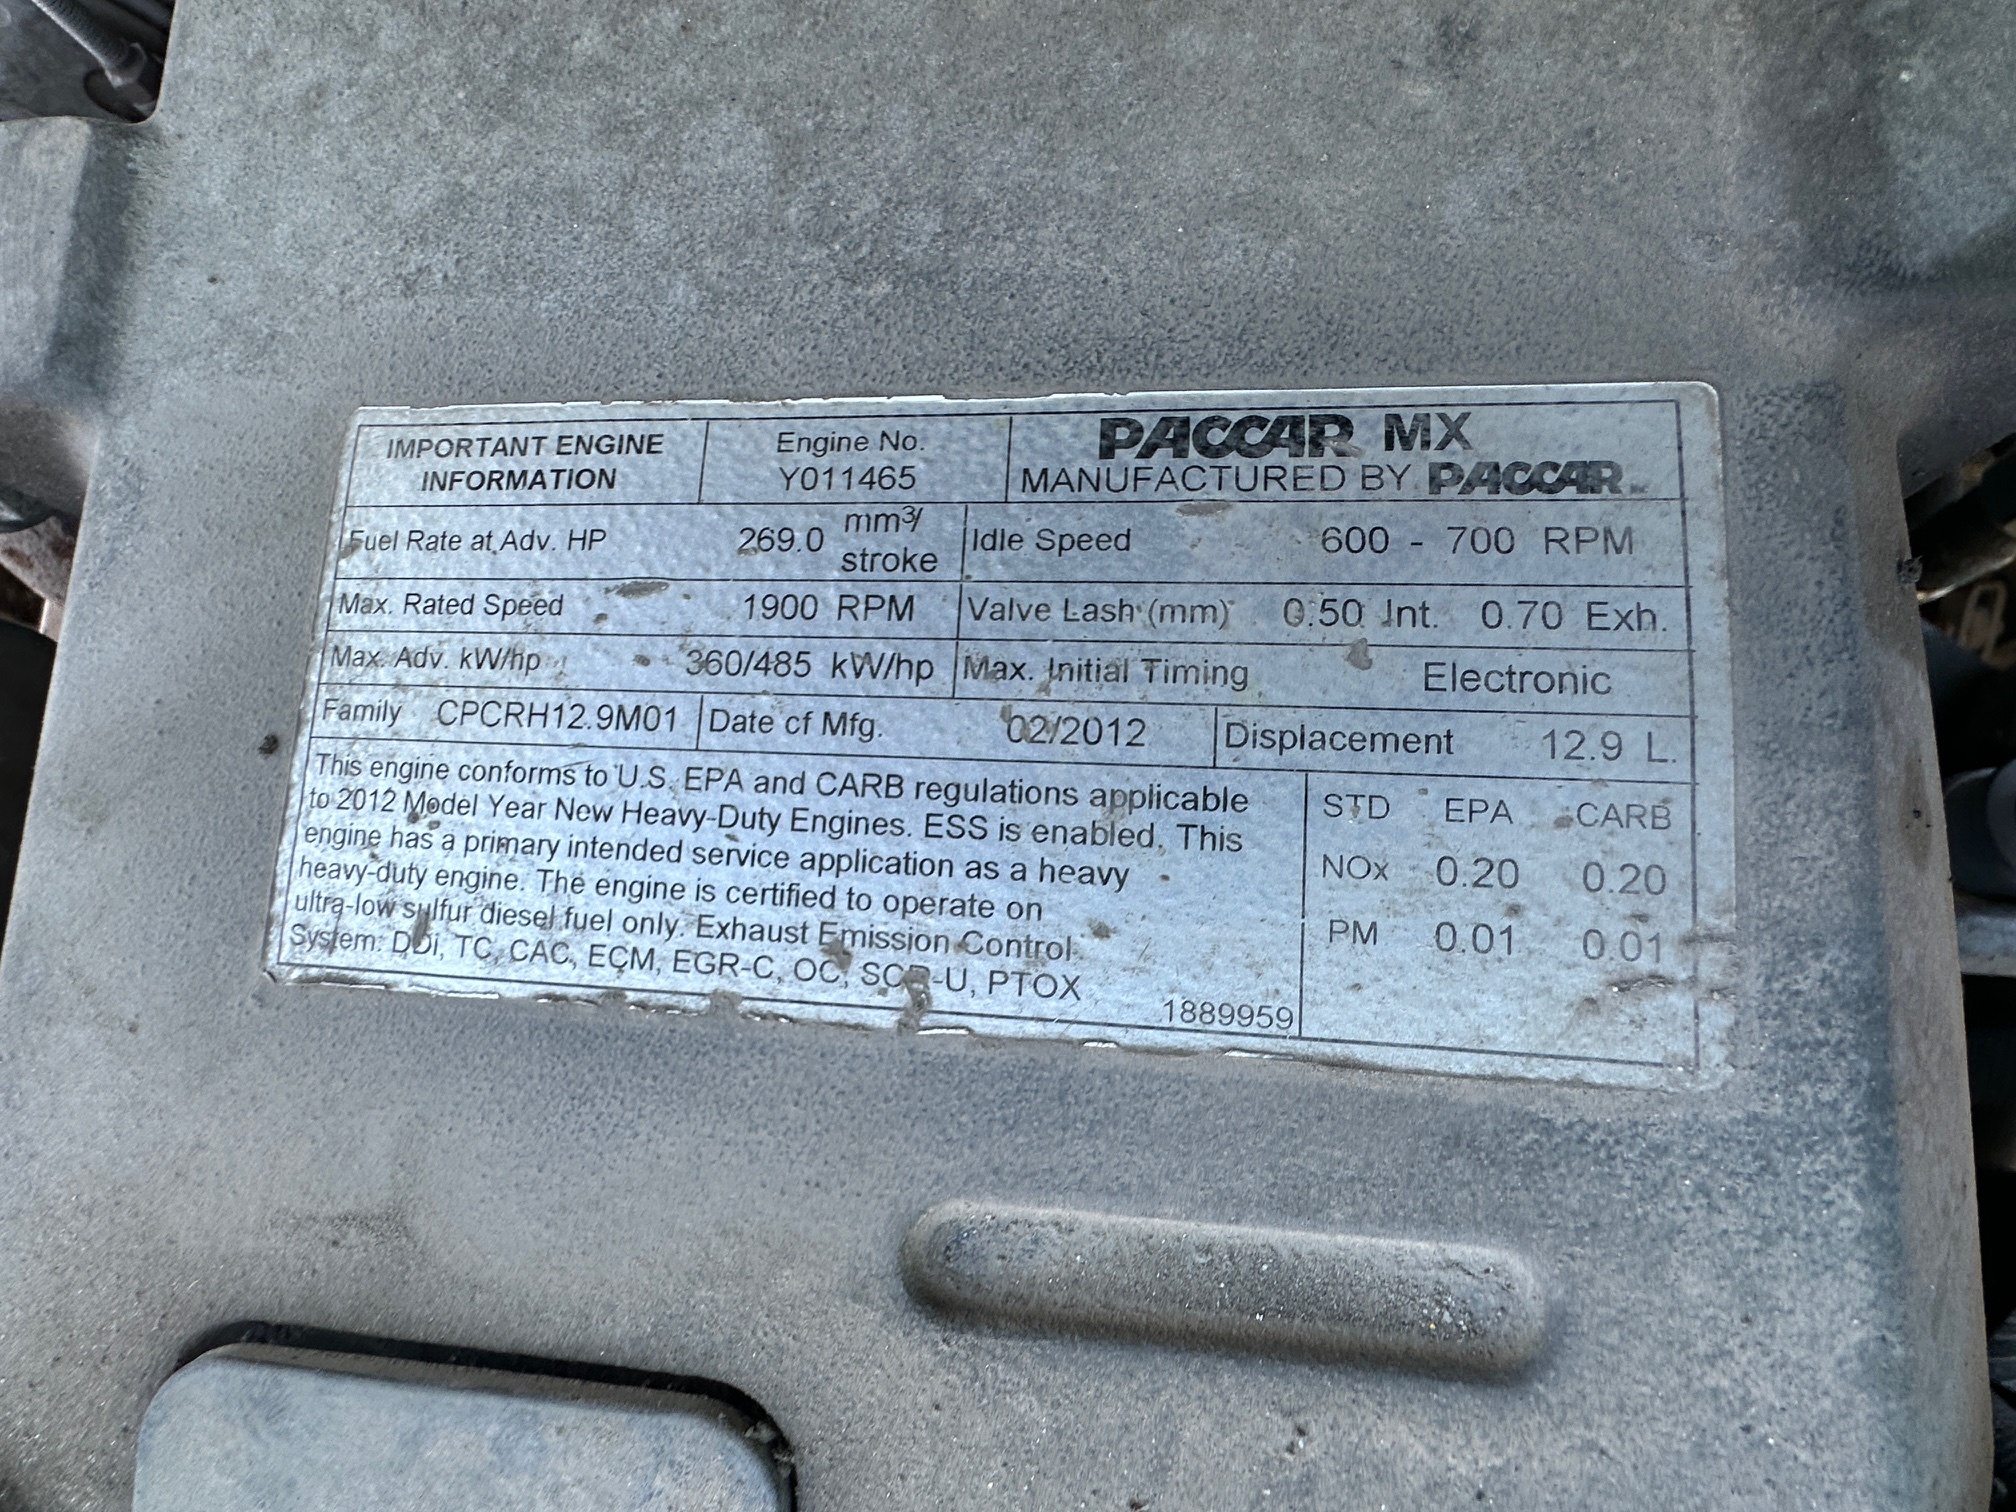 IMPORTANT ENGINE
INFORMATION
Engine No.
Y011465
PACCAR MX
MANUFACTURED BY PACCAR
Fuel Rate at Adv. HP 269.0 mm³/
stroke
Idle Speed 600 - 700 RPM
Max. Rated Speed 1900 RPM
Valve Lash (mm) 0.50 Int. 0.70 Exh.
Max. Adv. kW/hp 360/485 kW/hp
Max. Initial Timing Electronic
Family CPCRH12.9M01
Date of Mfg. 02/2012
Displacement 12.9 L.
This engine conforms to U.S. EPA and CARB regulations applicable
to 2012 Model Year New Heavy-Duty Engines. ESS is enabled. This
engine has a primary intended service application as a heavy
heavy-duty engine. The engine is certified to operate on
ultra-low sulfur diesel fuel only. Exhaust Emission Control
System: DDi, TC, CAC, ECM, EGR-C, OC, SCR-U, PTOX
1889959
STD EPA CARB
NOx 0.20 0.20
PM 0.01 0.01